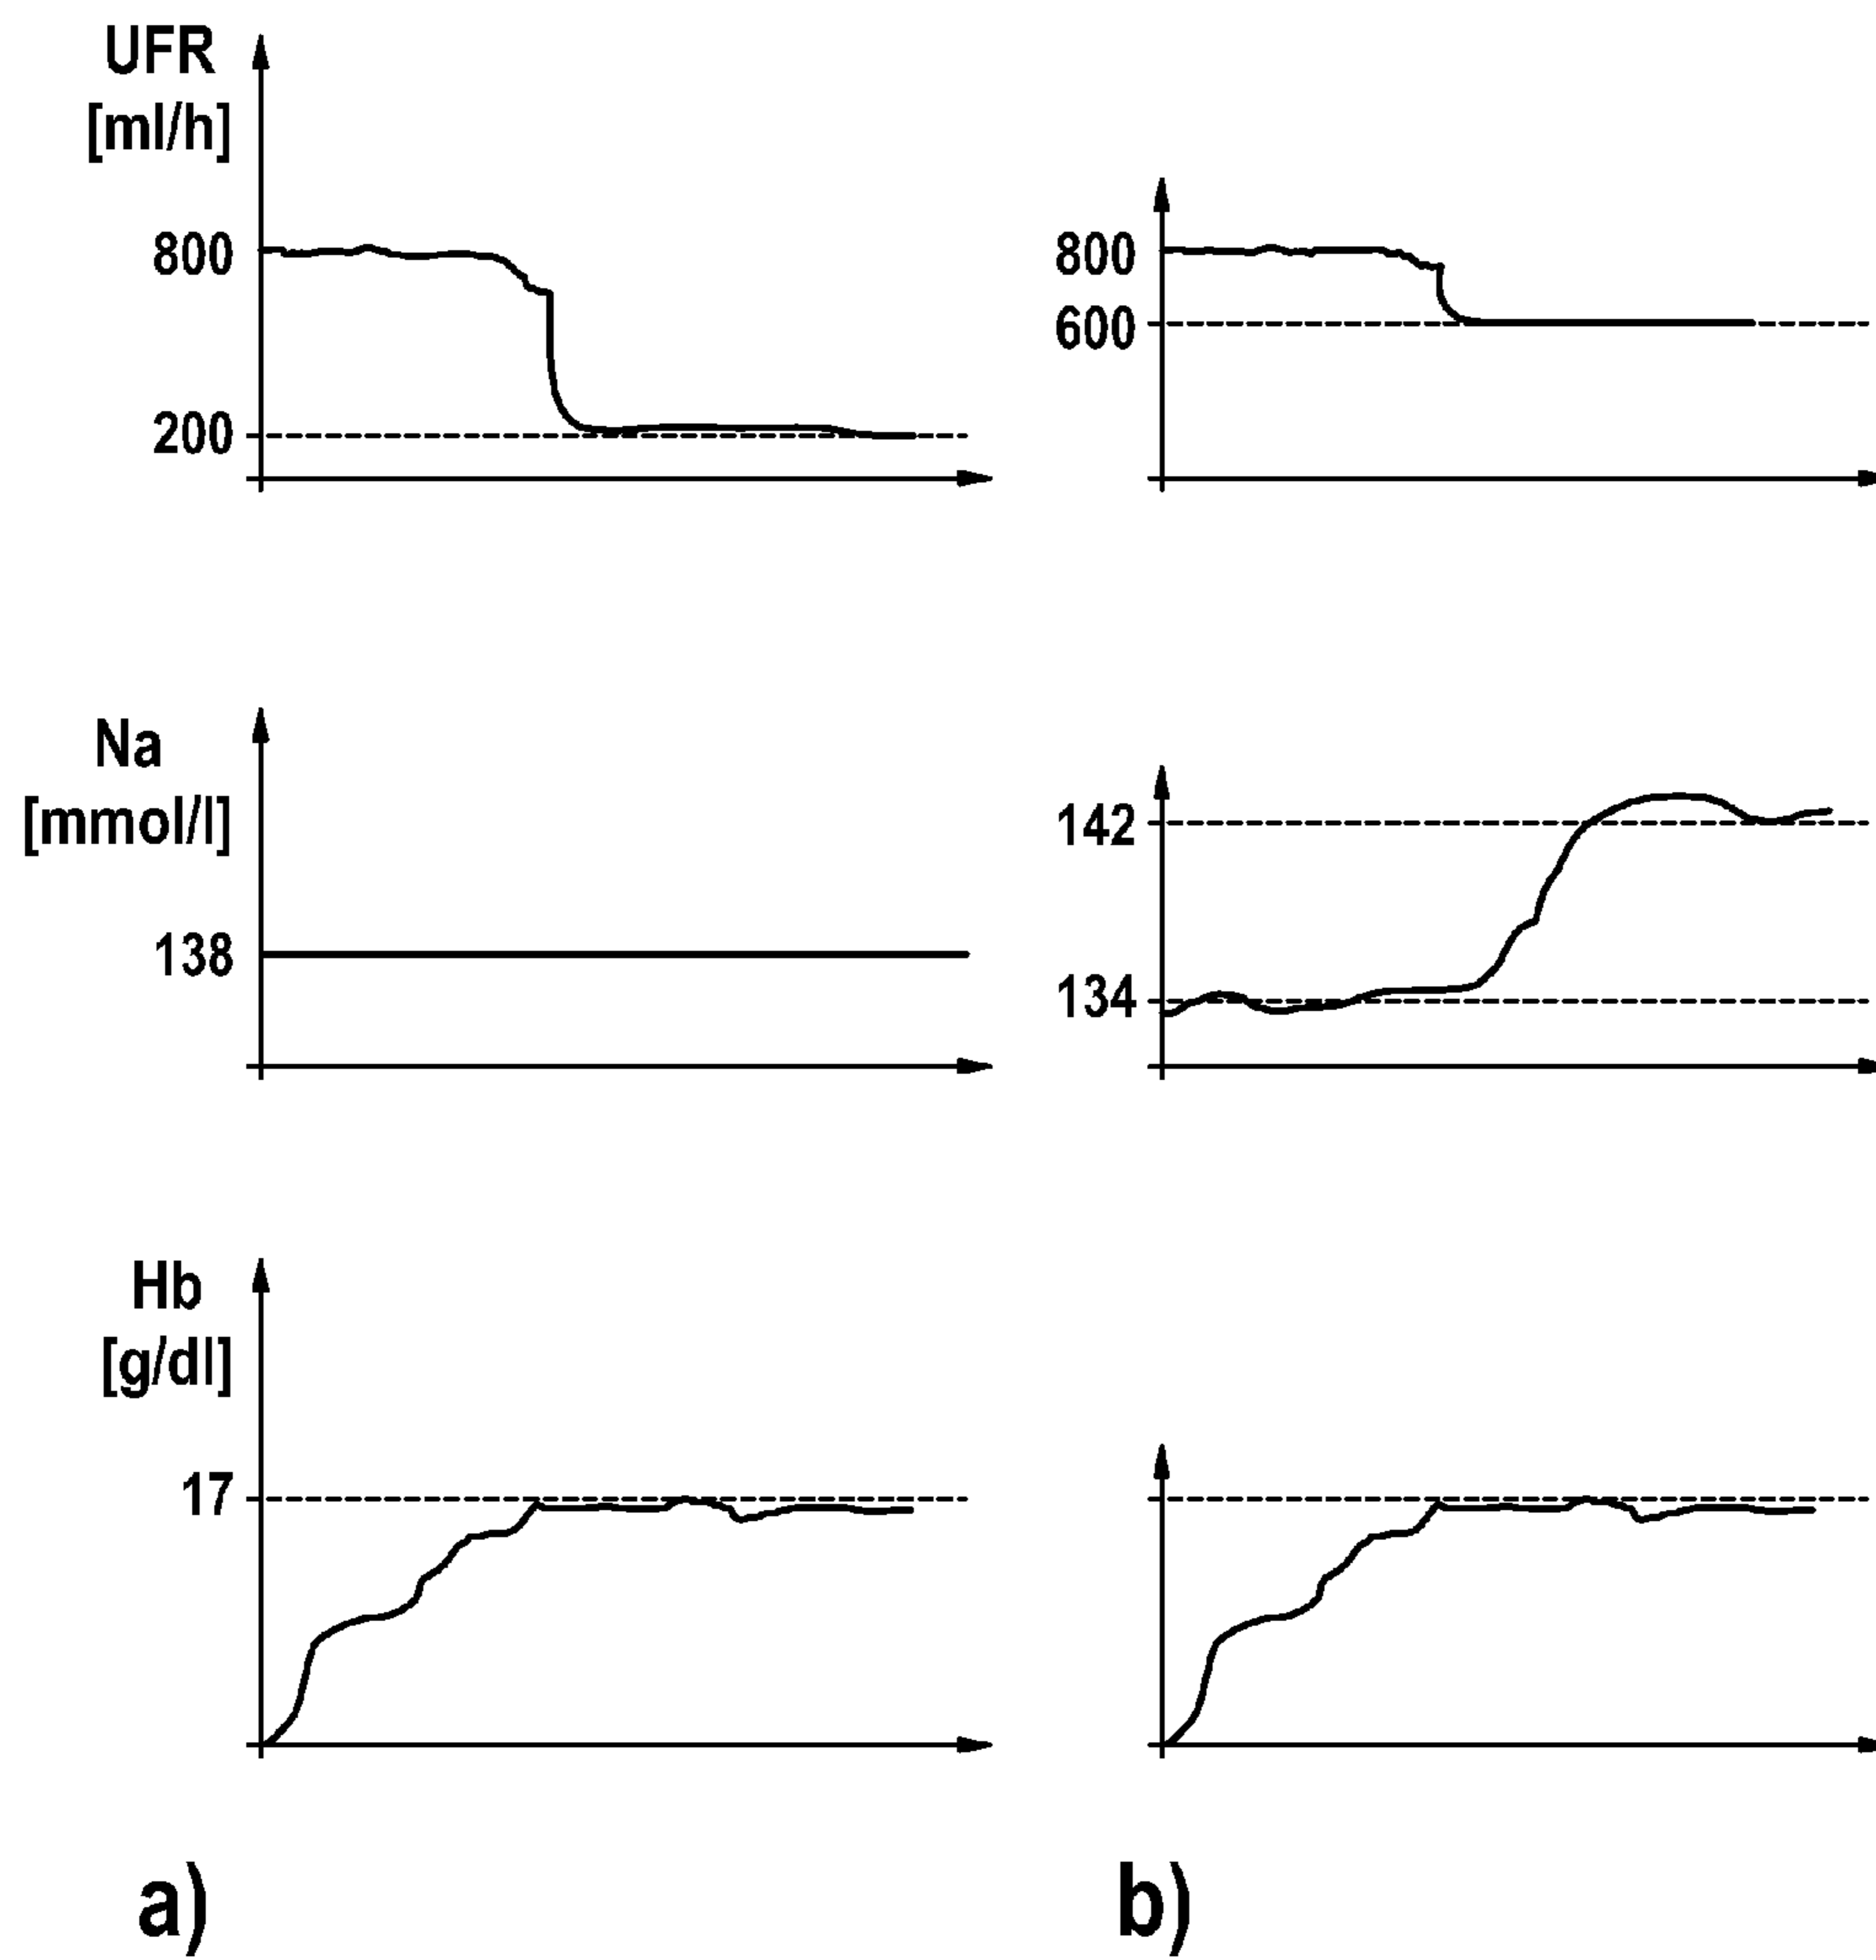 UFR
[ml/h]
800
200
800
600
Na
[mmol/l]
138
142
134
Hb
[g/dl]
17
a)
b)